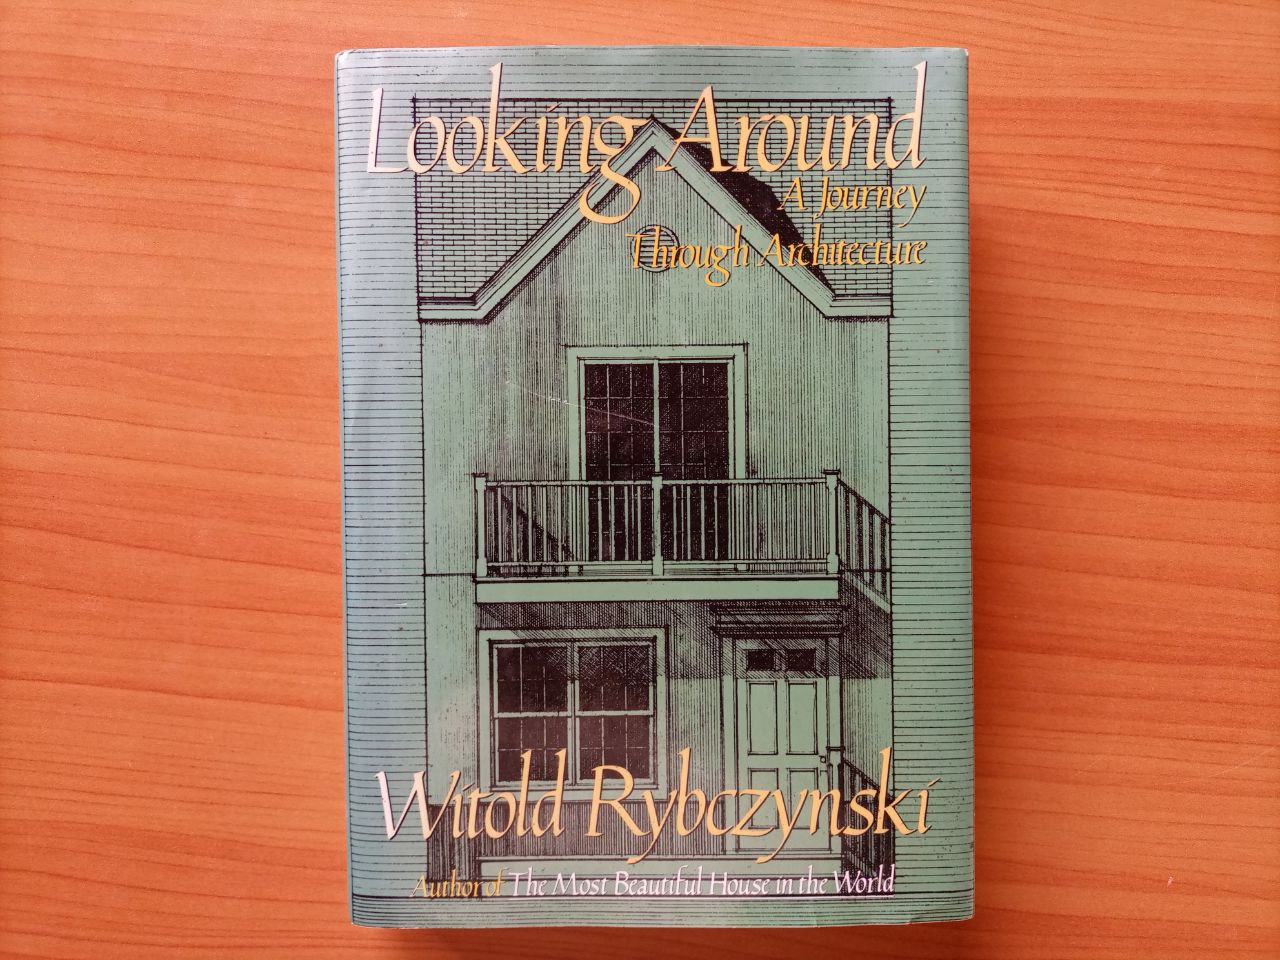 Looking Around
A Journey
Through Architecture
Witold Rybczynski
Author of The Most Beautiful House in the World